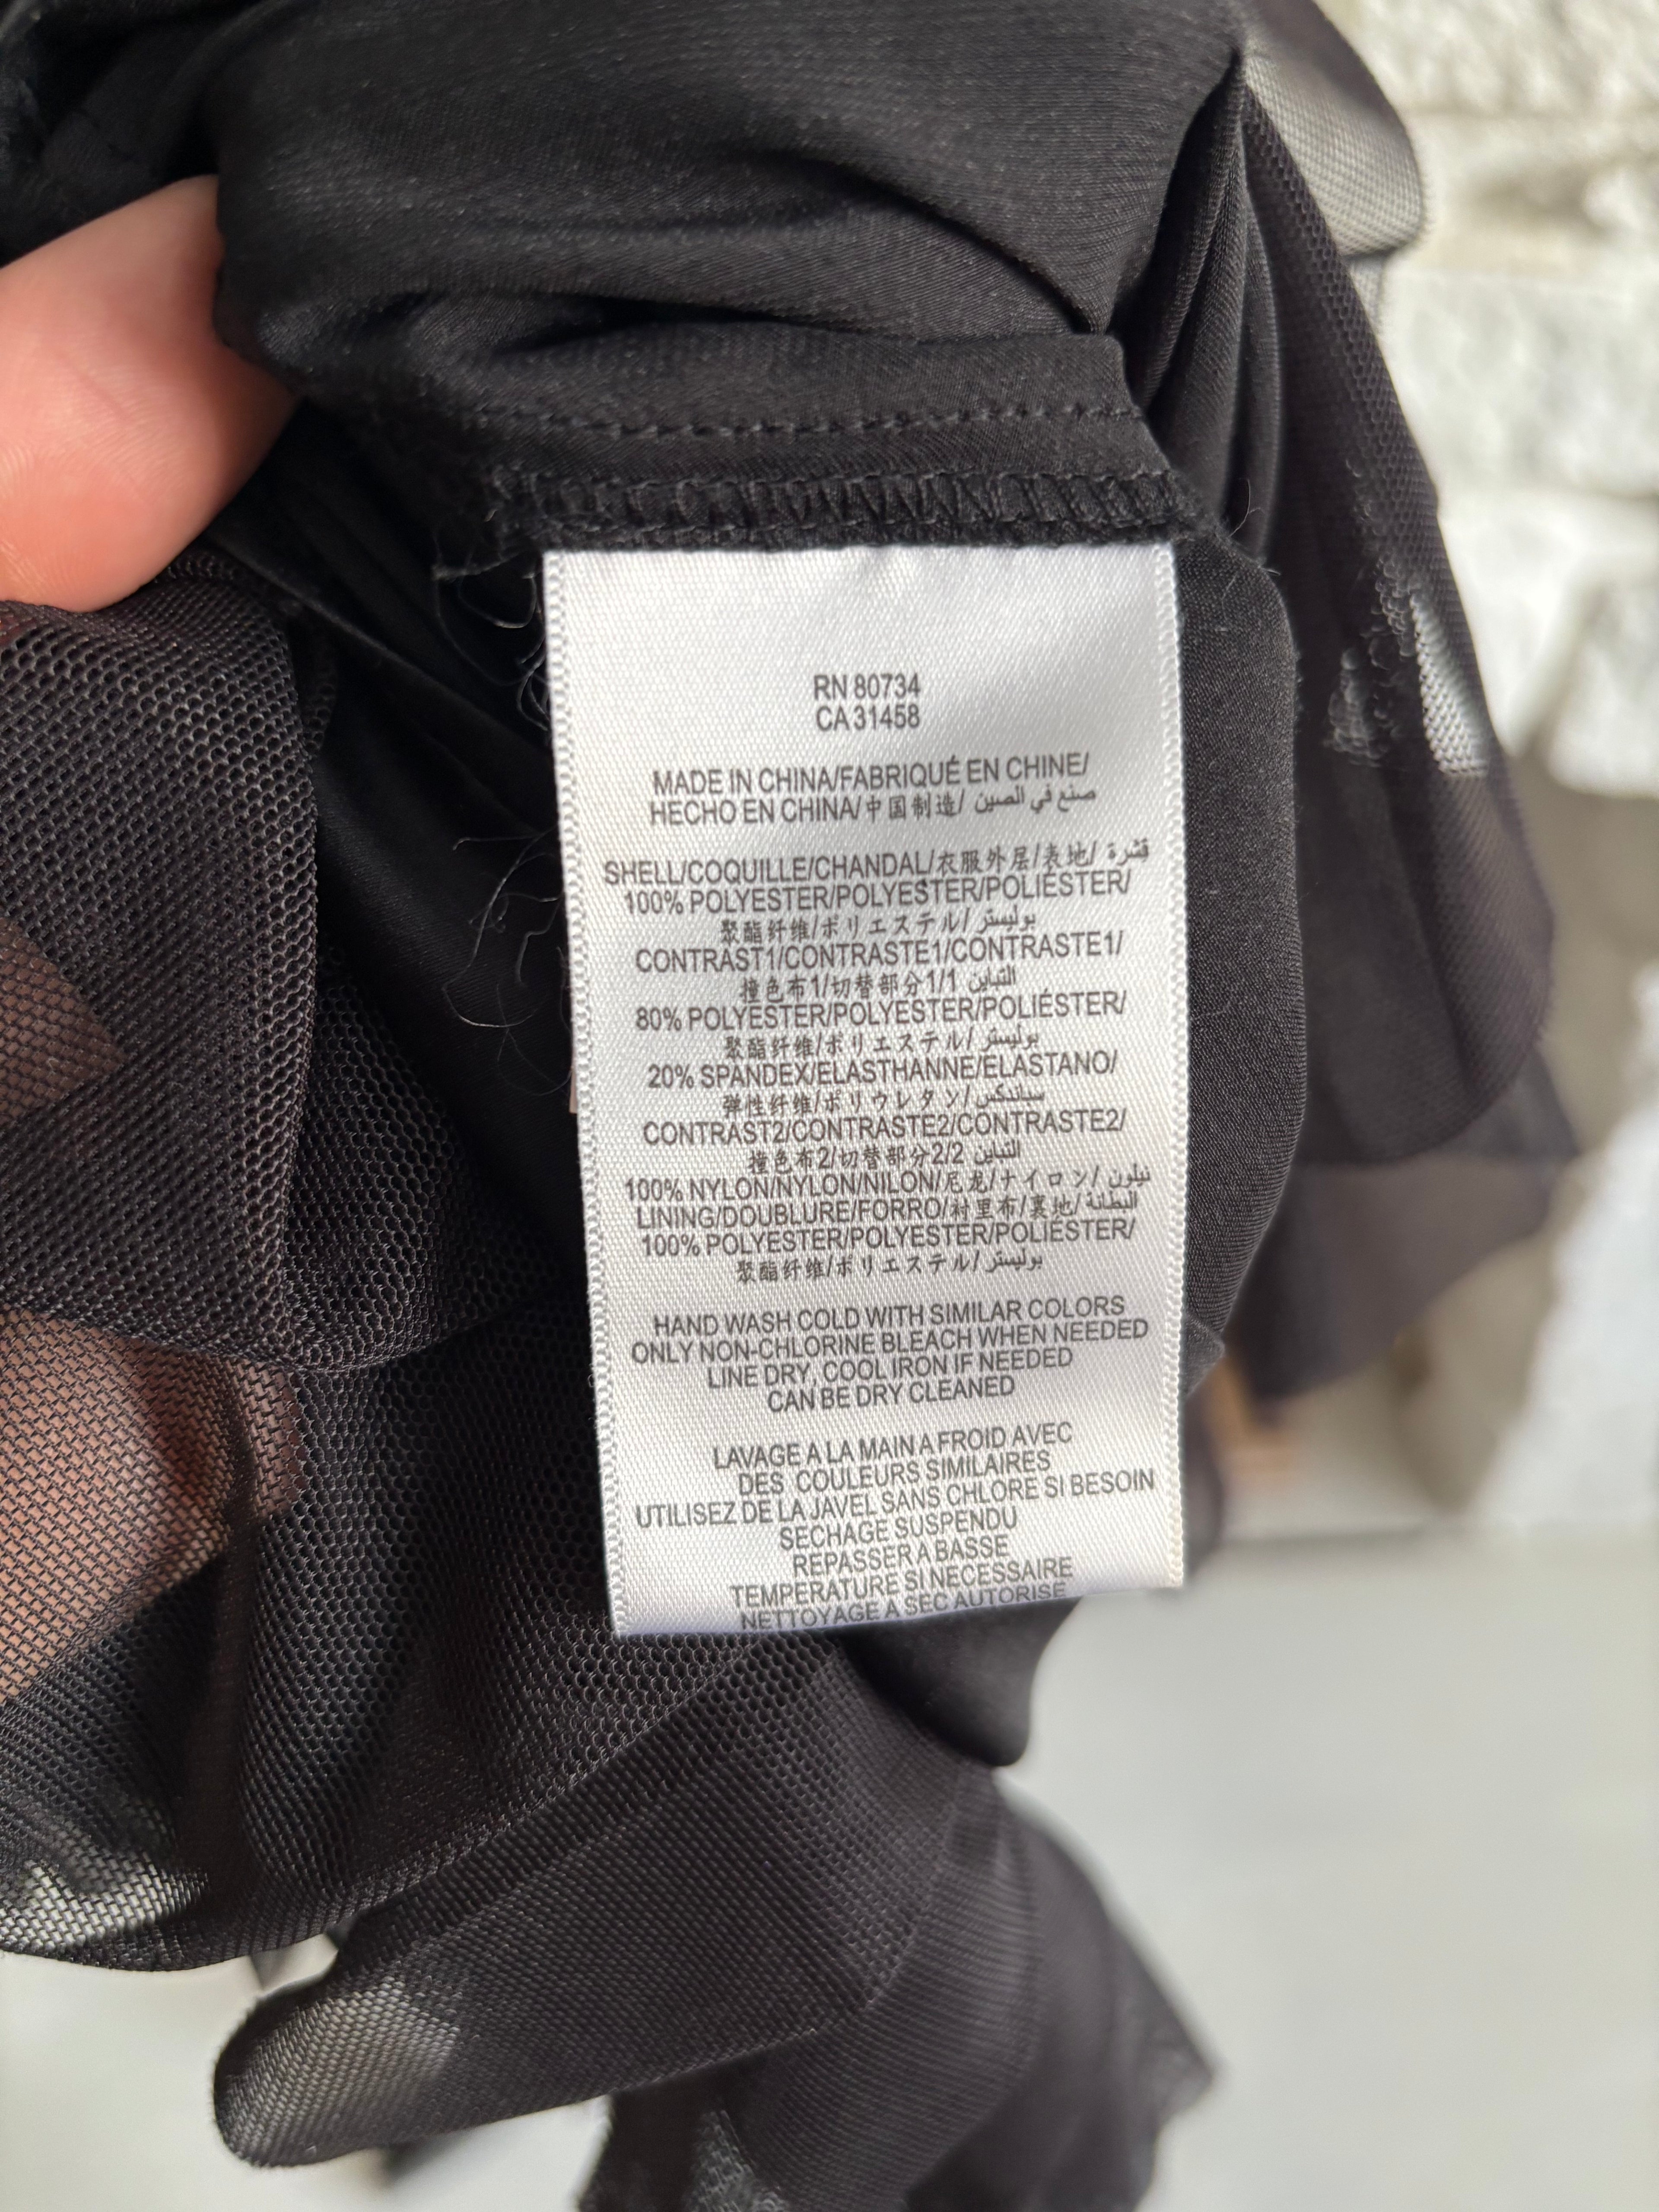 RN 80734
CA 31458
MADE IN CHINA/FABRIQUÉ EN CHINE/
HECHO EN CHINA/中国制造/ صنع في الصين
SHELL/COQUILLE/CHANDAL/衣服外层/表地/ قشرة
100% POLYESTER/POLYESTER/POLIÉSTER/
聚酯纤维/ポリエステル/ بوليستر
CONTRAST1/CONTRASTE1/CONTRASTE1/
撞色布1/切替部分1/1 التباين
80% POLYESTER/POLYESTER/POLIÉSTER/
聚酯纤维/ポリエステル/ بوليستر
20% SPANDEX/ELASTHANNE/ELASTANO/
弹性纤维/ポリウレタン/ سباندكس
CONTRAST2/CONTRASTE2/CONTRASTE2/
撞色布2/切替部分2/2 التباين
100% NYLON/NYLON/NILON/尼龙/ナイロン/ نيلون
LINING/DOUBLURE/FORRO/衬里布/裏地/ البطانة
100% POLYESTER/POLYESTER/POLIÉSTER/
聚酯纤维/ポリエステル/ بوليستر
HAND WASH COLD WITH SIMILAR COLORS
ONLY NON-CHLORINE BLEACH WHEN NEEDED
LINE DRY, COOL IRON IF NEEDED
CAN BE DRY CLEANED
LAVAGE A LA MAIN A FROID AVEC
DES COULEURS SIMILAIRES
UTILISEZ DE LA JAVEL SANS CHLORE SI BESOIN
SECHAGE SUSPENDU
REPASSER A BASSE
TEMPERATURE SI NECESSAIRE
NETTOYAGE A SEC AUTORISE